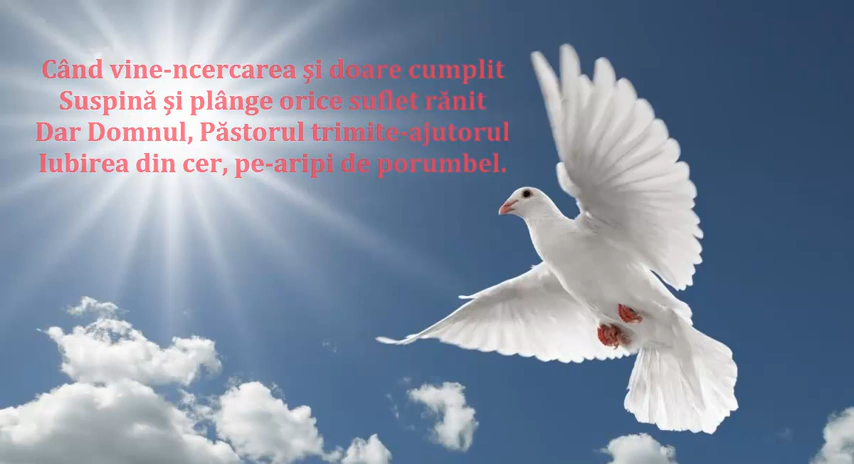 Când vine-ncercarea şi doare cumplit
Suspină şi plânge orice suflet rănit
Dar Domnul, Păstorul trimite-ajutorul
Iubirea din cer, pe-aripi de porumbel.